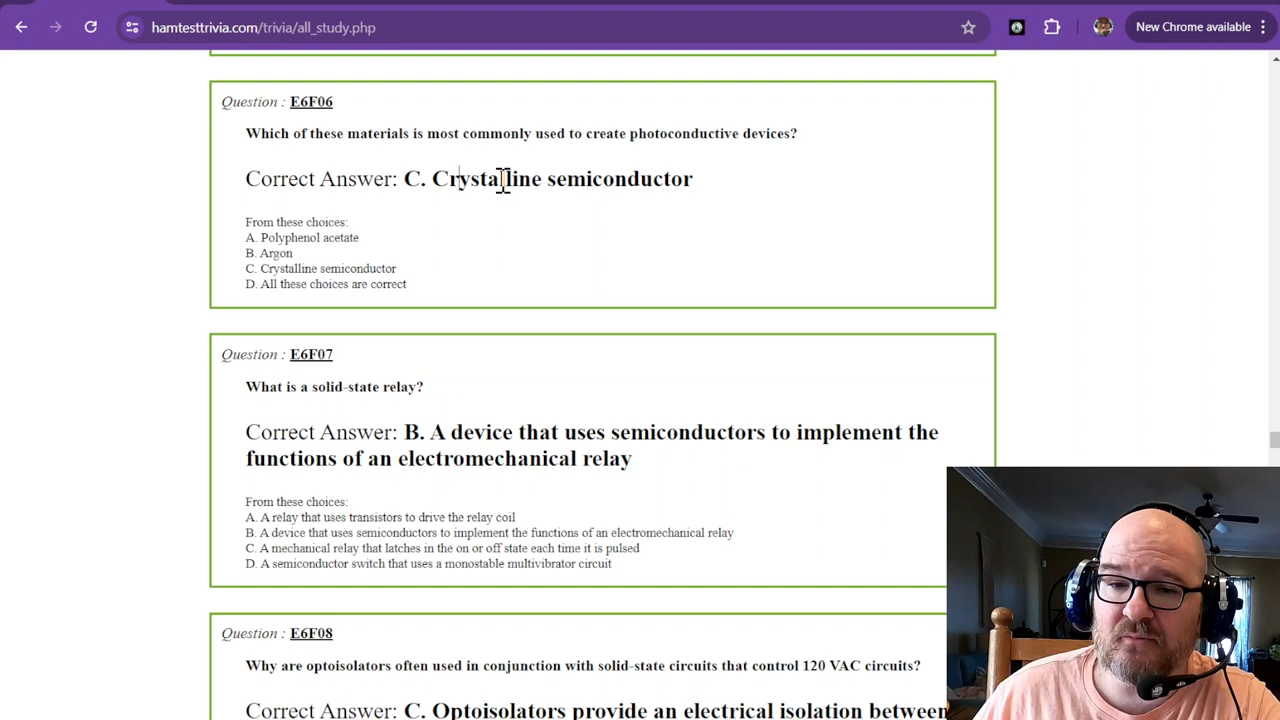 hamtesttrivia.com/trivia/all_study.php
New Chrome available
Question : E6F06
Which of these materials is most commonly used to create photoconductive devices?
Correct Answer: C. Crystalline semiconductor
From these choices:
A. Polyphenol acetate
B. Argon
C. Crystalline semiconductor
D. All these choices are correct
Question : E6F07
What is a solid-state relay?
Correct Answer: B. A device that uses semiconductors to implement the
functions of an electromechanical relay
From these choices:
A. A relay that uses transistors to drive the relay coil
B. A device that uses semiconductors to implement the functions of an electromechanical relay
C. A mechanical relay that latches in the on or off state each time it is pulsed
D. A semiconductor switch that uses a monostable multivibrator circuit
Question : E6F08
Why are optoisolators often used in conjunction with solid-state circuits that control 120 VAC circuits?
Correct Answer: C. Optoisolators provide an electrical isolation between